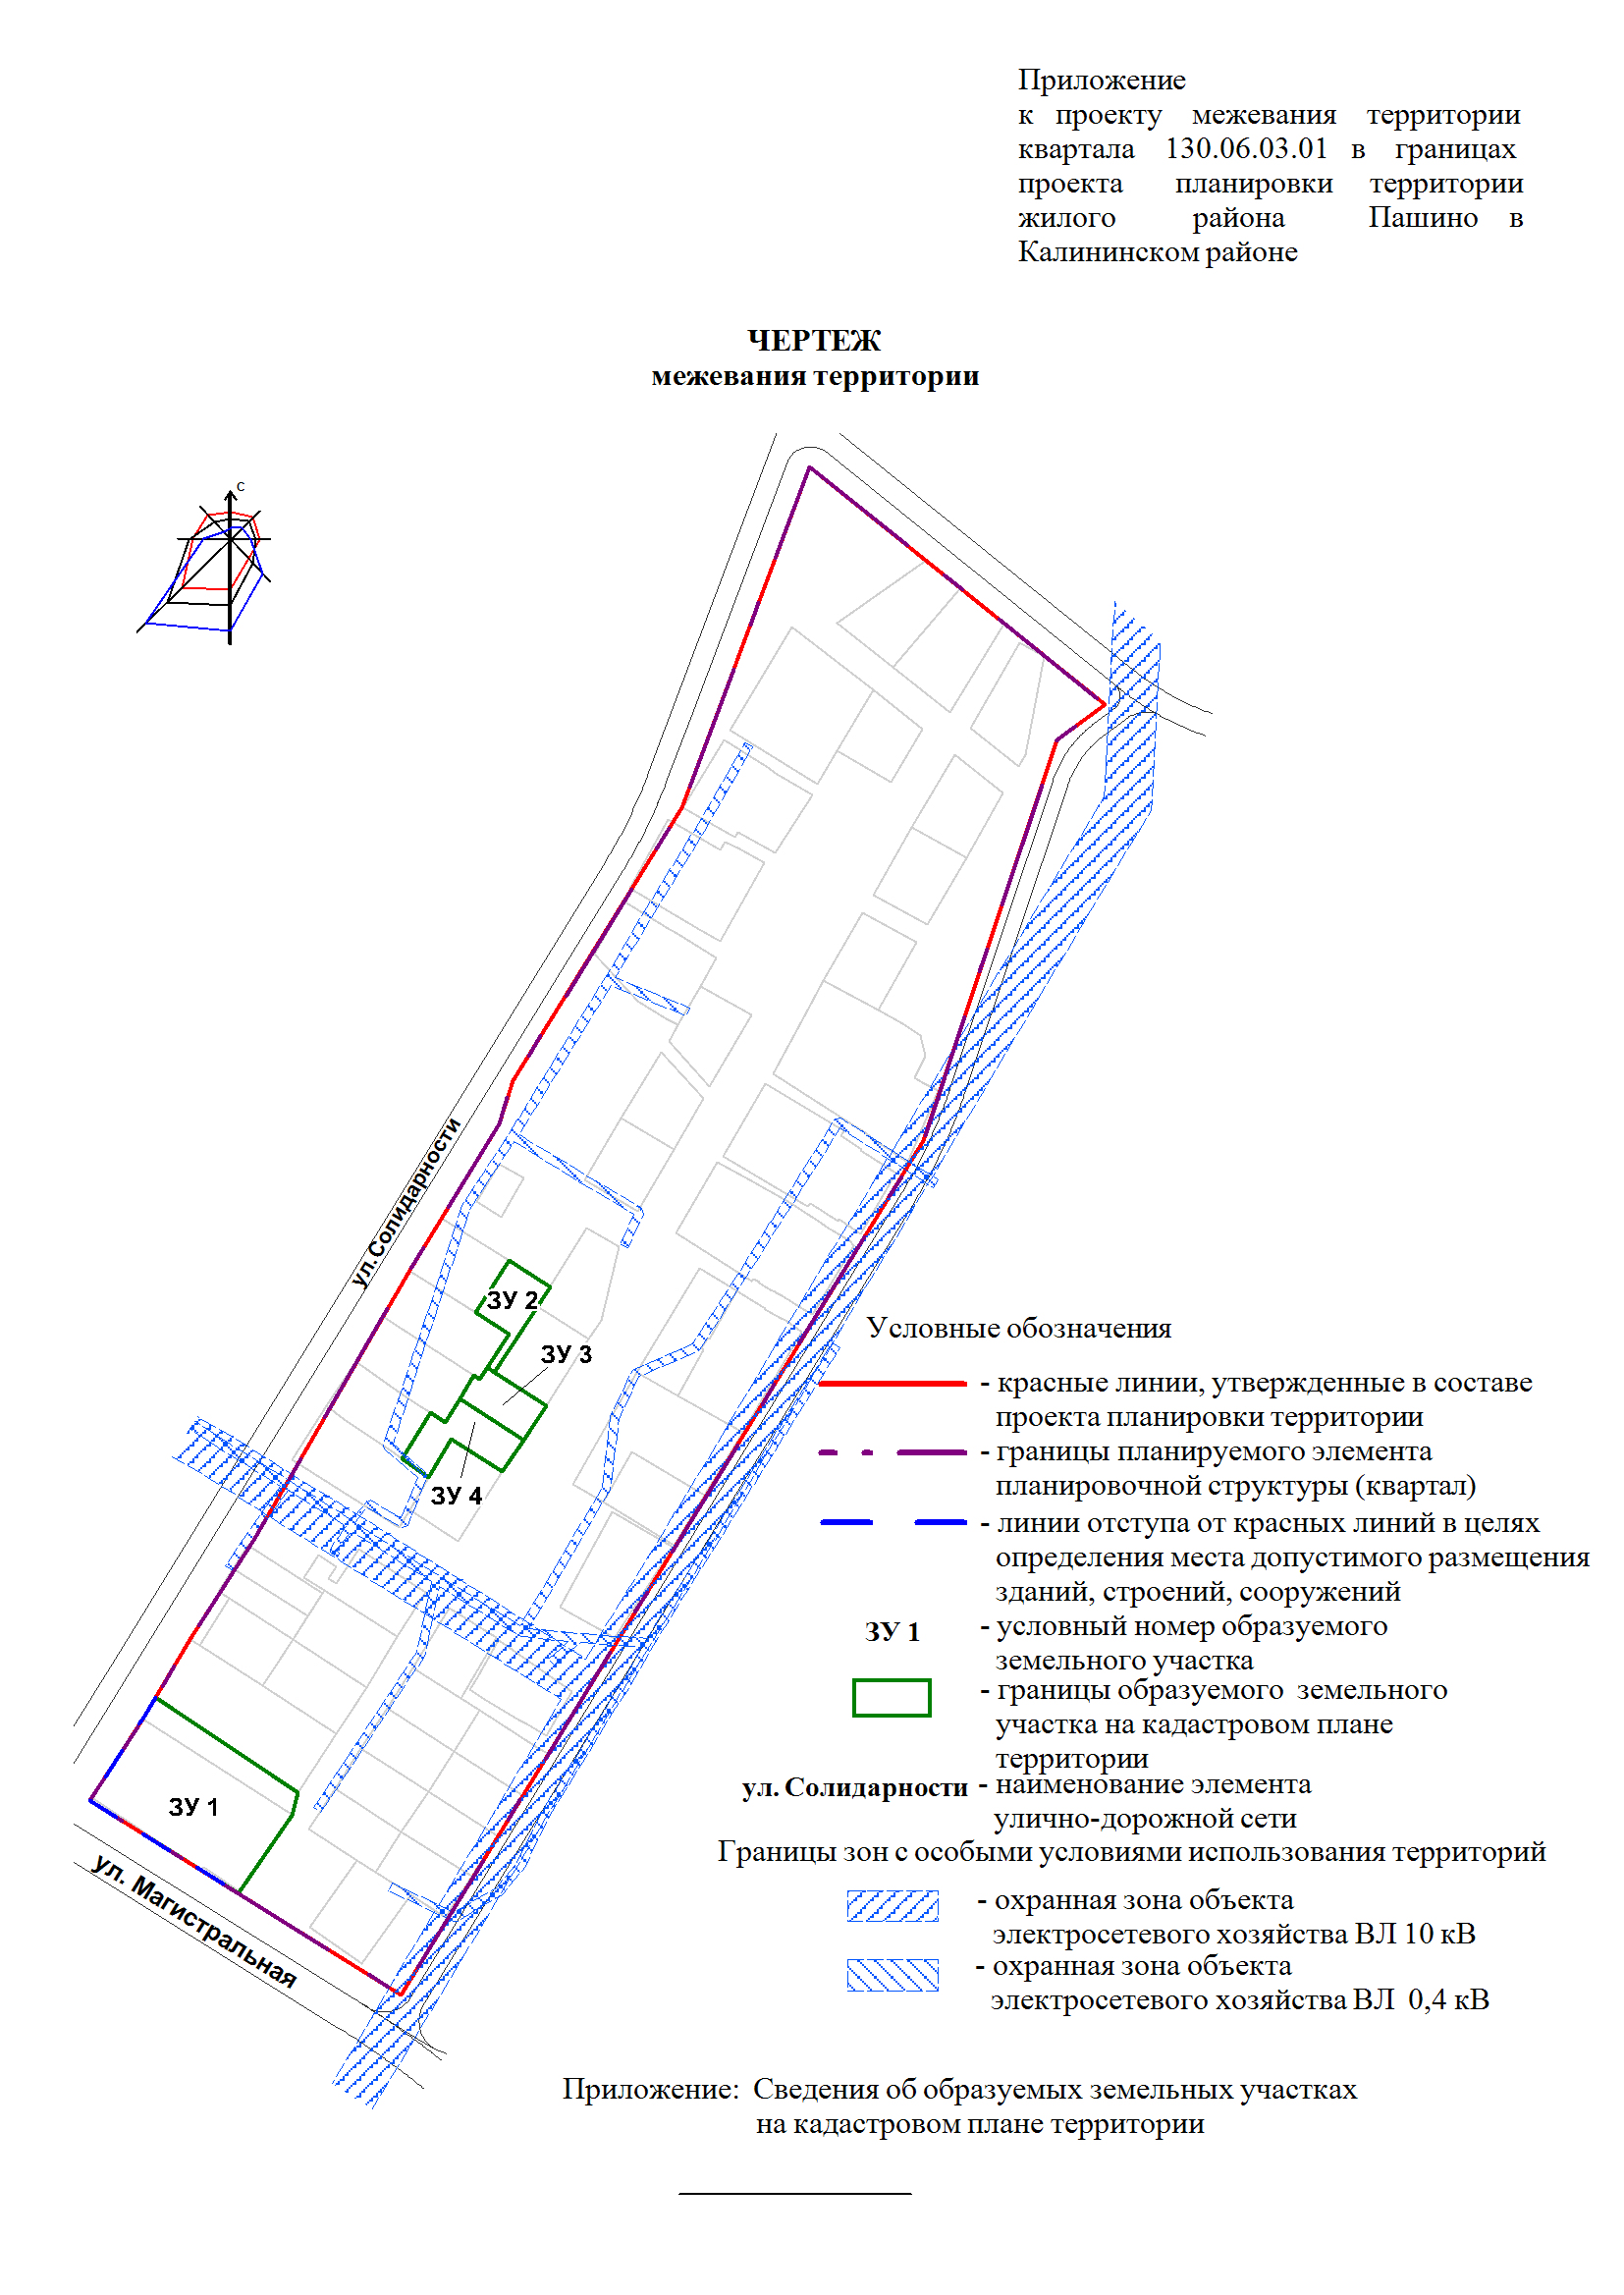 Приложение
к проекту межевания территории
квартала 130.06.03.01 в границах
проекта планировки территории
жилого района Пашино в
Калининском районе
ЧЕРТЕЖ
межевания территории
с
ул.Солидарности
ЗУ 2
ЗУ 3
ЗУ 4
ЗУ 1
ул. Магистральная
Условные обозначения
- красные линии, утвержденные в составе
проекта планировки территории
- границы планируемого элемента
планировочной структуры (квартал)
- линии отступа от красных линий в целях
определения места допустимого размещения
зданий, строений, сооружений
ЗУ 1 - условный номер образуемого
земельного участка
- границы образуемого земельного
участка на кадастровом плане
территории
ул. Солидарности - наименование элемента
улично-дорожной сети
Границы зон с особыми условиями использования территорий
- охранная зона объекта
электросетевого хозяйства ВЛ 10 кВ
- охранная зона объекта
электросетевого хозяйства ВЛ 0,4 кВ
Приложение: Сведения об образуемых земельных участках
на кадастровом плане территории